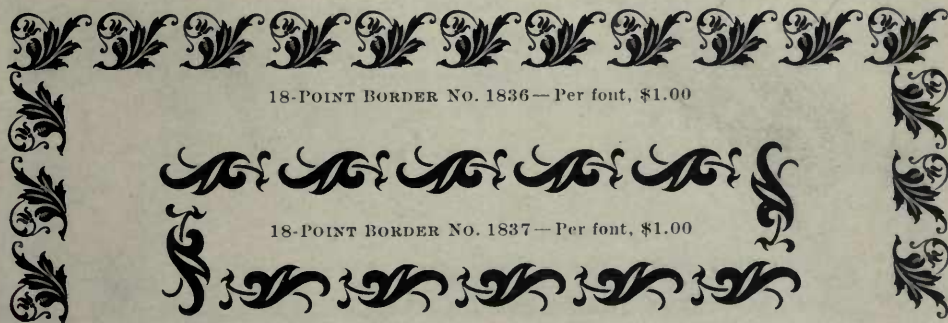 18-POINT BORDER No. 1836—Per font, $1.00
18-POINT BORDER No. 1837—Per font, $1.00